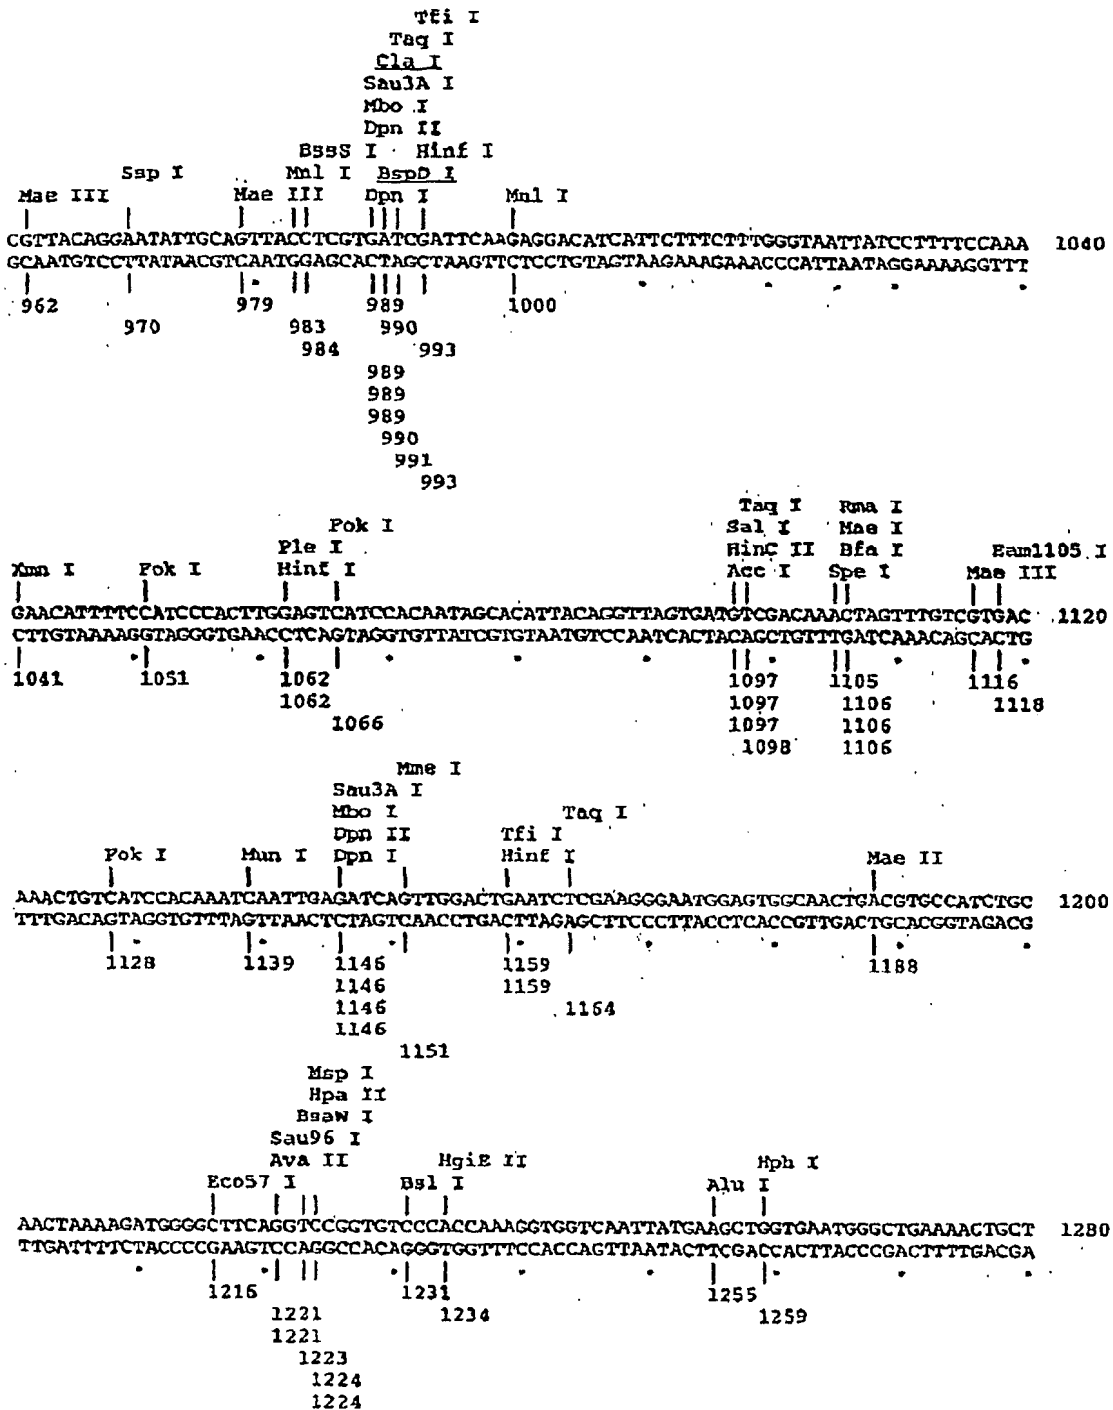 Tfi I
Taq I
Cla I
Sau3A I
Mbo I
Dpn II
BssS I Hinf I
Ssp I Mnl I BspD I
Mae III Mae III Dpn I Mnl I
CGTTACAGGAATATTGCAGTTACCTCGTGATCGATTCAAGAGGACATCATTCTTTCTTTGGGTAATTATCCTTTTCCAAA 1040
GCAATGTCCTTATAACGTCAATGGAGCACTAGCTAAGTTCTCCTGTAGTAAGAAAGAAACCCATTAATAGGAAAAGGTTT
962 979 989 1000
970 983 990
984 993
989
989
989
990
991
993
Taq I Rma I
Fok I Sal I Mae I
Ple I HinC II Bfa I Eam1105 I
Xmn I Fok I Hinf I Acc I Spe I Mae III
GAACATTTTCCATCCCACTTGGAGTCATCCACAATAGCACATTACAGGTTAGTGATGTCGACAAACTAGTTTGTCGTGAC 1120
CTTGTAAAAGGTAGGGTGAACCTCAGTAGGTGTTATCGTGTAATGTCCAATCACTACAGCTGTTTGATCAAACAGCACTG
1041 1051 1062 1097 1105 1116
1062 1097 1106 1118
1066 1097 1106
1098 1106
Mme I
Sau3A I
Mbo I Taq I
Dpn II Tfi I
Fok I Mun I Dpn I Hinf I Mae II
AAACTGTCATCCACAAATCAATTGAGATCAGTTGGACTGAATCTCGAAGGGAATGGAGTGGCAACTGACGTGCCATCTGC 1200
TTTGACAGTAGGTGTTTAGTTAACTCTAGTCAACCTGACTTAGAGCTTCCCTTACCTCACCGTTGACTGCACGGTAGACG
1128 1139 1146 1159 1188
1146 1159
1146 1164
1146
1151
Msp I
Hpa II
BsaW I
Sau96 I
Ava II HgiE II Hph I
Eco57 I Bsl I Alu I
AACTAAAAGATGGGGCTTCAGGTCCGGTGTCCCACCAAAGGTGGTCAATTATGAAGCTGGTGAATGGGCTGAAAACTGCT 1280
TTGATTTTCTACCCCGAAGTCCAGGCCACAGGGTGGTTTCCACCAGTTAATACTTCGACCACTTACCCGACTTTTGACGA
1216 1231 1255
1221 1234 1259
1221
1223
1224
1224